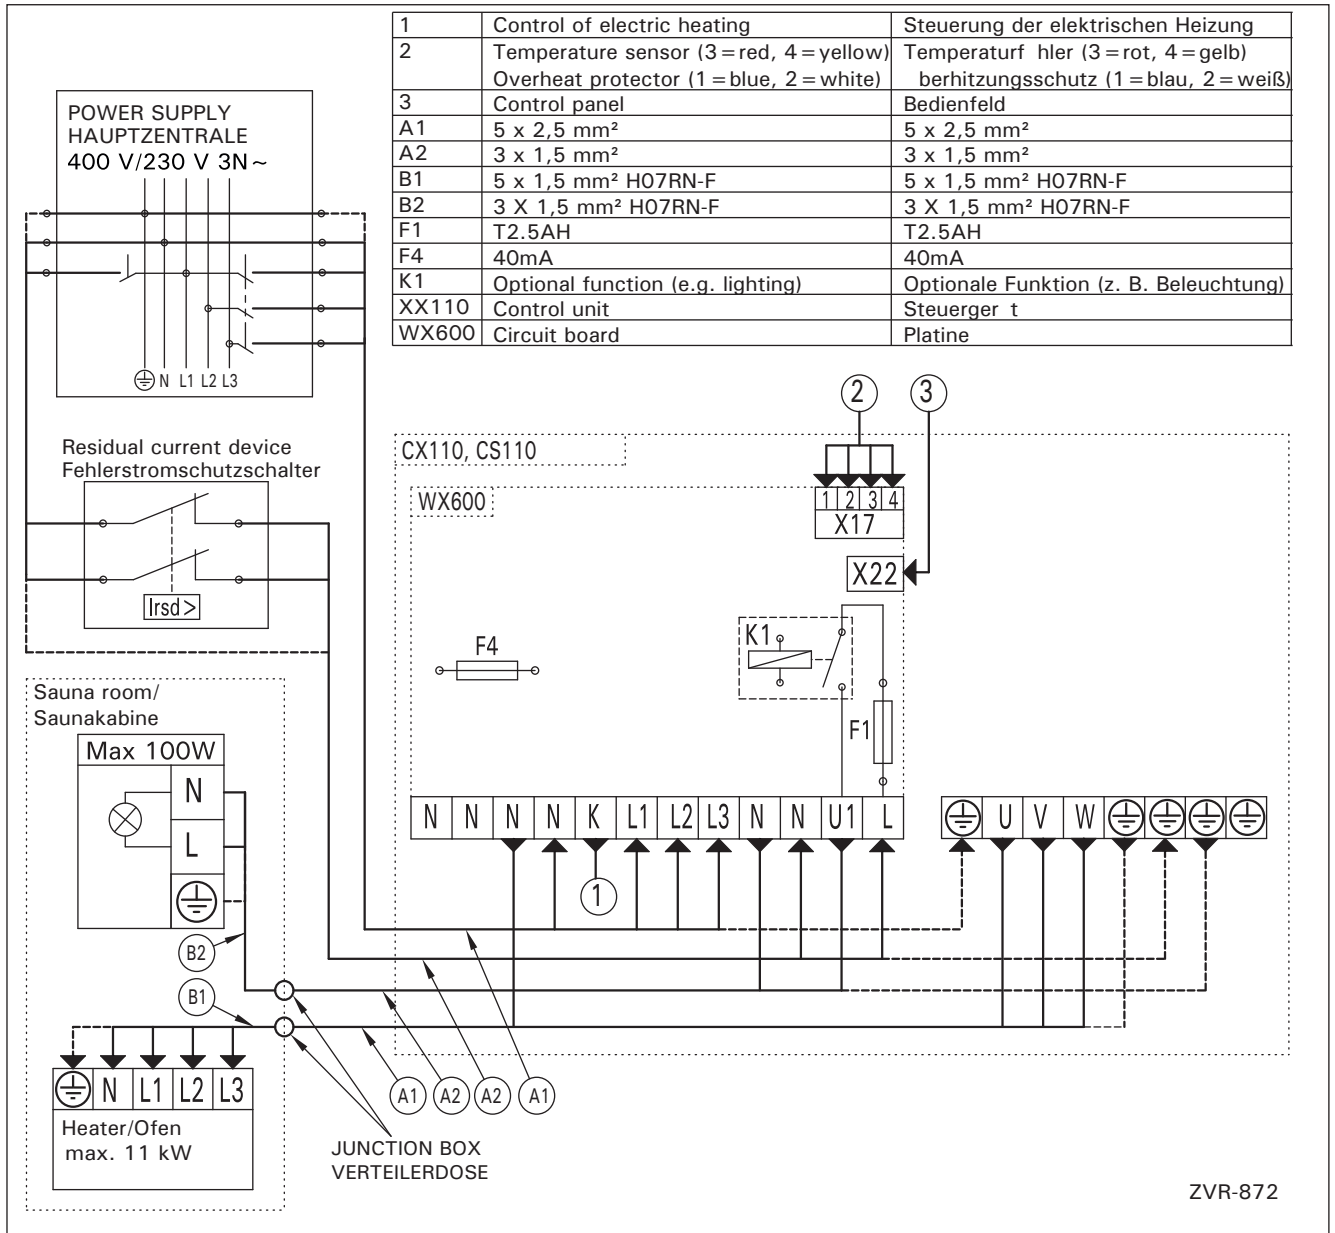 1 Control of electric heating Steuerung der elektrischen Heizung
2 Temperature sensor (3=red, 4=yellow) Temperaturf hler (3=rot, 4=gelb)
Overheat protector (1=blue, 2=white) berhitzungsschutz (1=blau, 2=weiß)
3 Control panel Bedienfeld
A1 5 x 2,5 mm² 5 x 2,5 mm²
A2 3 x 1,5 mm² 3 x 1,5 mm²
B1 5 x 1,5 mm² H07RN-F 5 x 1,5 mm² H07RN-F
B2 3 X 1,5 mm² H07RN-F 3 X 1,5 mm² H07RN-F
F1 T2.5AH T2.5AH
F4 40mA 40mA
K1 Optional function (e.g. lighting) Optionale Funktion (z. B. Beleuchtung)
XX110 Control unit Steuerger t
WX600 Circuit board Platine
POWER SUPPLY
HAUPTZENTRALE
400 V/230 V 3N~
N L1 L2 L3
Residual current device
Fehlerstromschutzschalter
Irsd>
2 3
CX110, CS110
WX600
1 2 3 4
X17
X22
K1
F4
F1
Sauna room/
Saunakabine
Max 100W
N
L
N N N N K L1 L2 L3 N N U1 L
U V W
1
B2
B1
A1 A2 A2 A1
N L1 L2 L3
Heater/Ofen
max. 11 kW
JUNCTION BOX
VERTEILERDOSE
ZVR-872